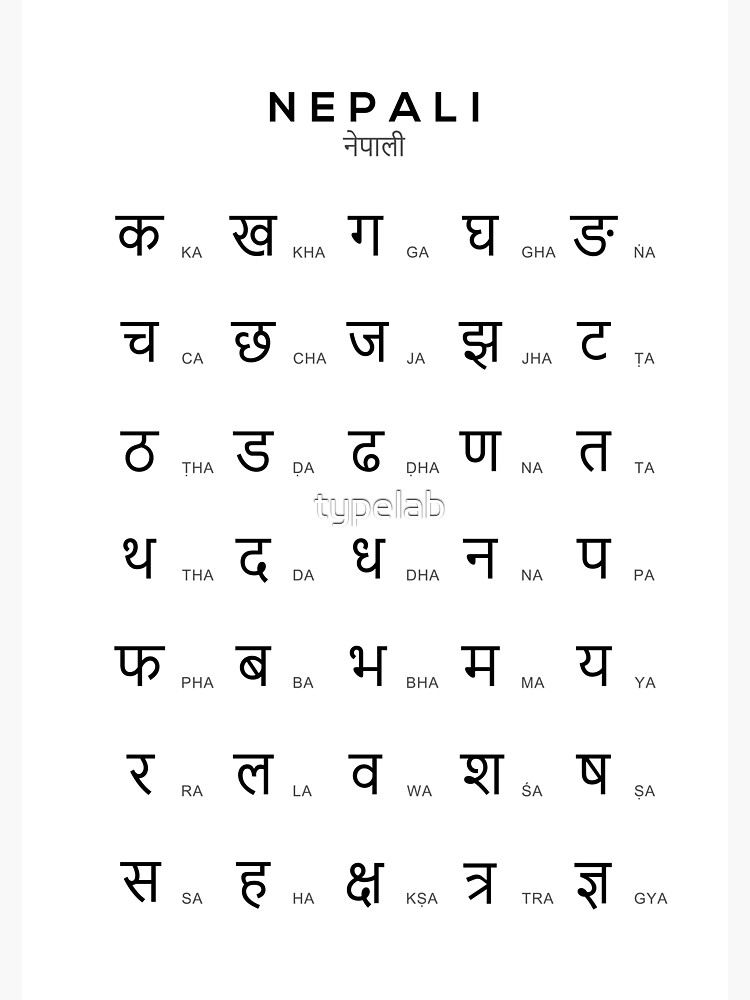 NEPALI
नेपाली
क KA ख KHA ग GA घ GHA ङ ṄA
च CA छ CHA ज JA झ JHA ट ṬA
ठ ṬHA ड ḌA ढ ḌHA ण NA त TA
typelab
थ THA द DA ध DHA न NA प PA
फ PHA ब BA भ BHA म MA य YA
र RA ल LA व WA श ŚA ष ṢA
स SA ह HA क्ष KṢA त्र TRA ज्ञ GYA